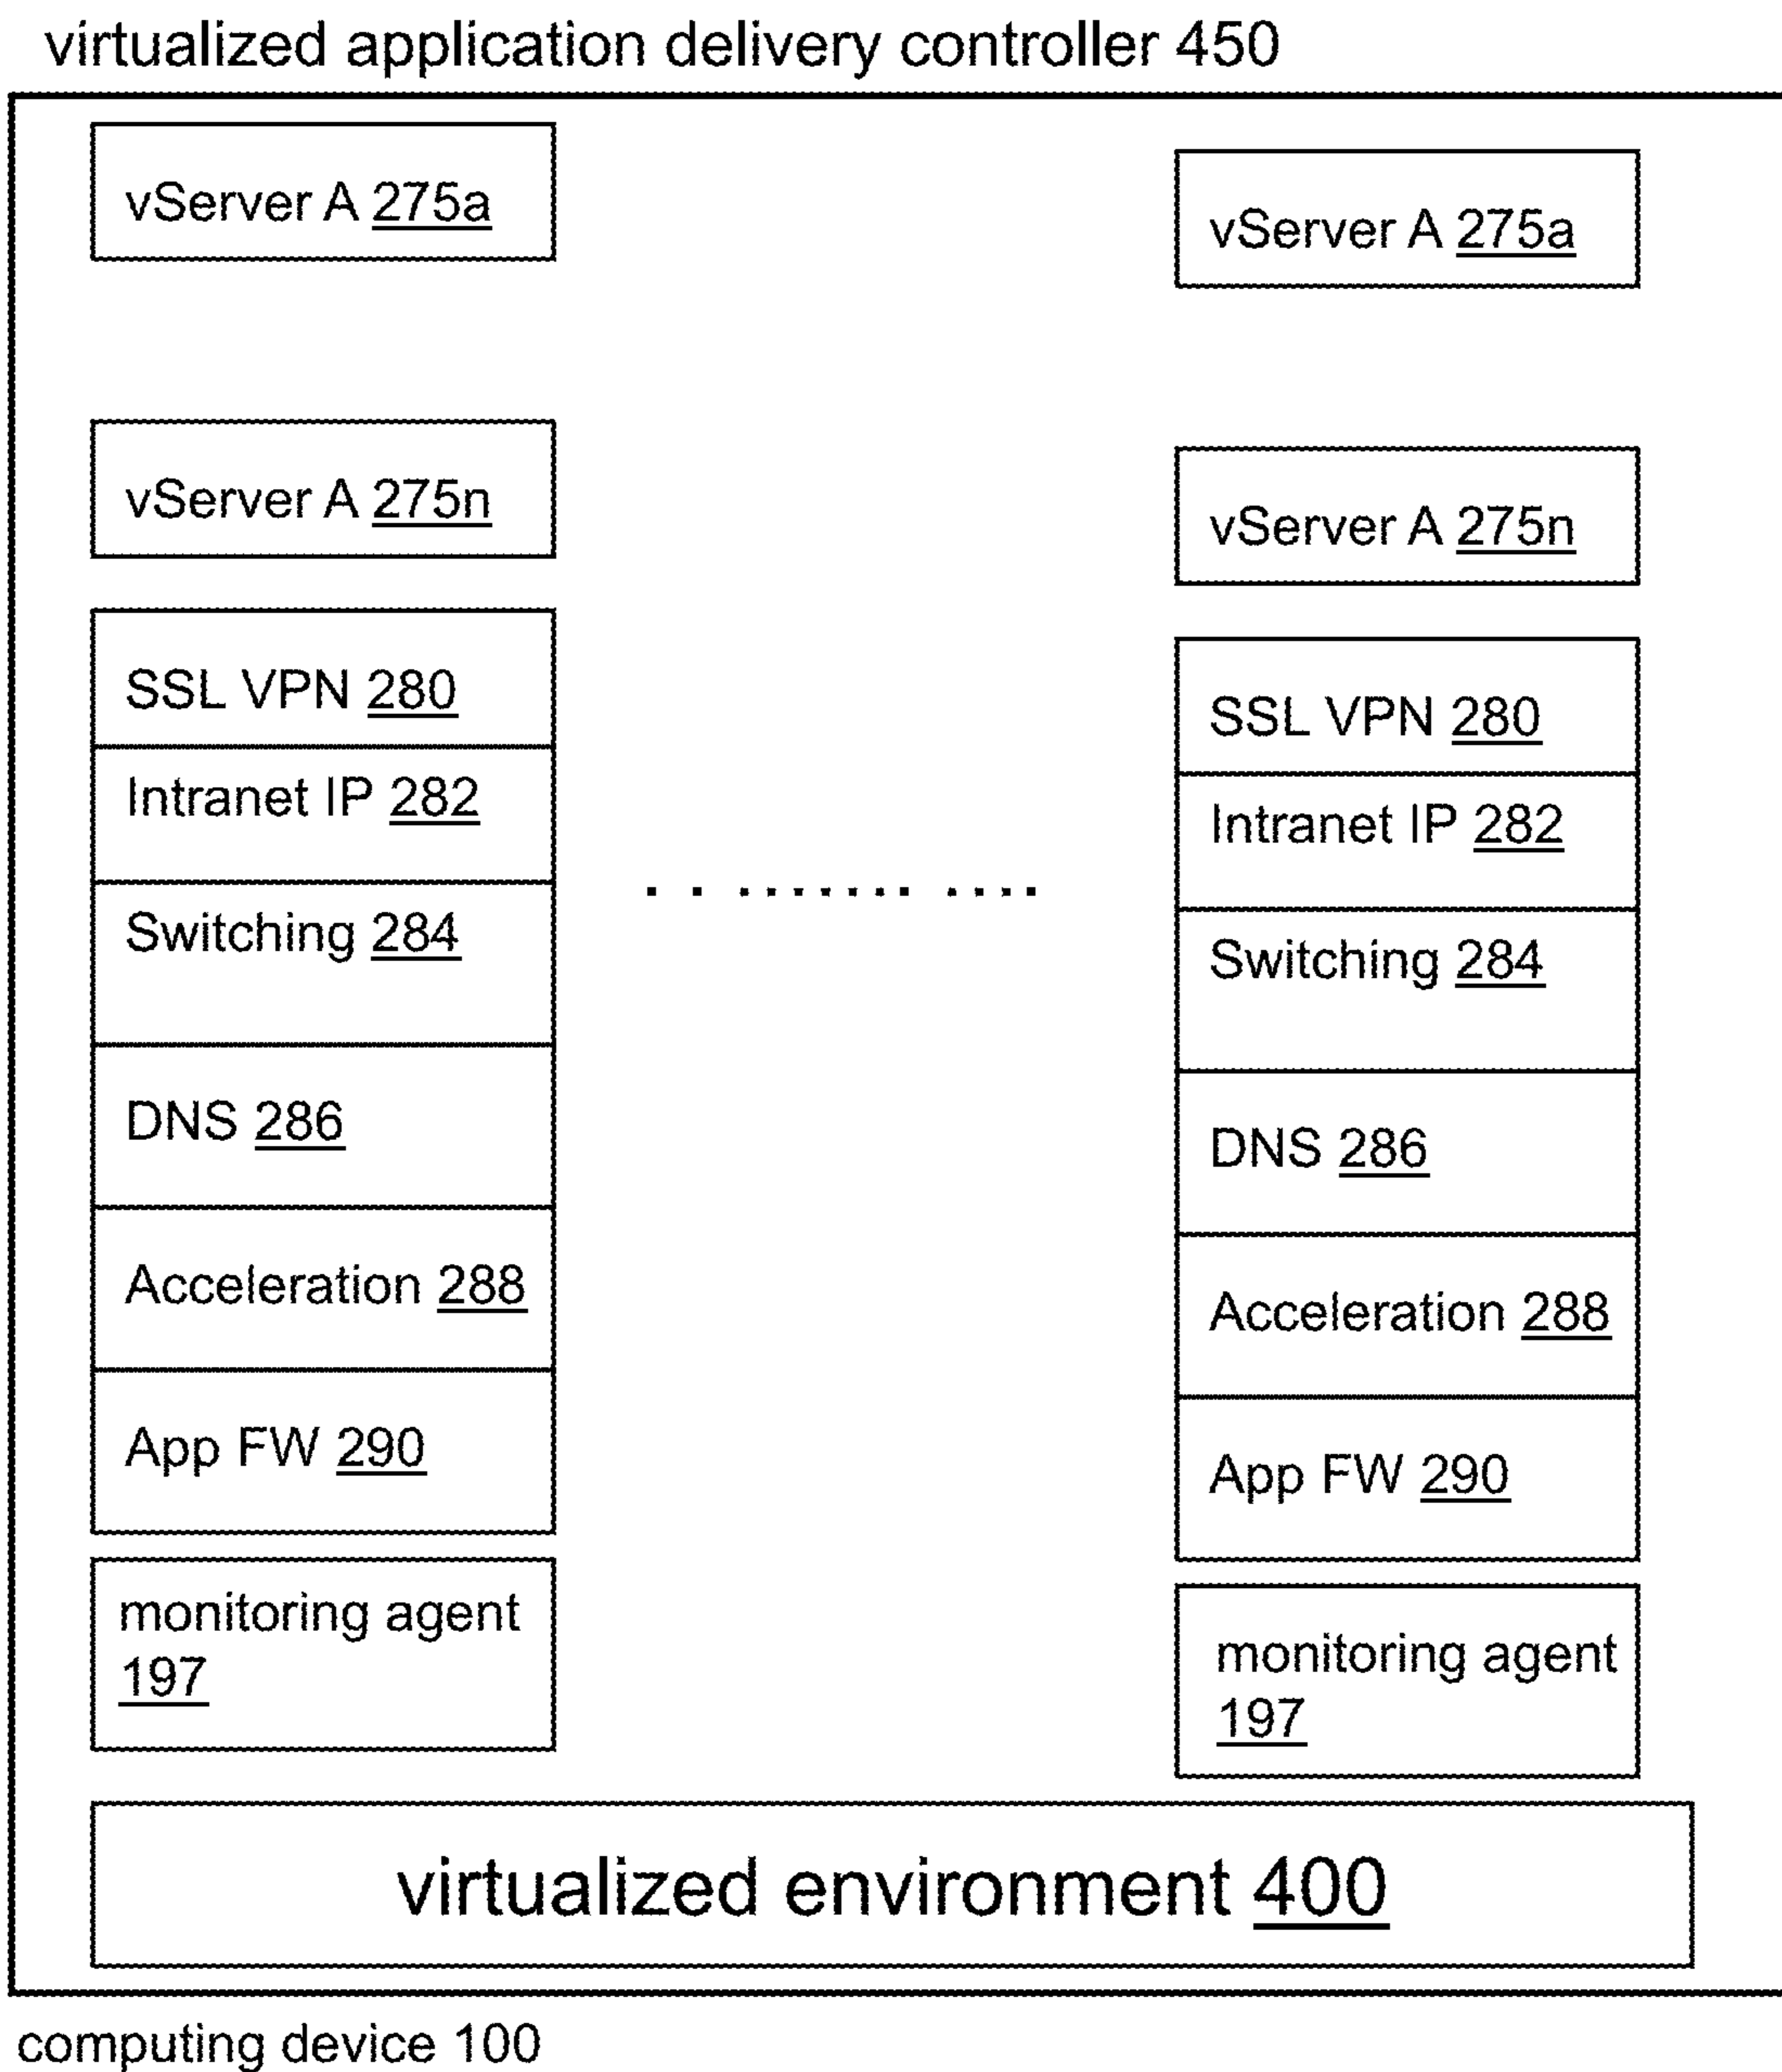 virtualized application delivery controller 450
vServer A 275a
vServer A 275n
SSL VPN 280
Intranet IP 282
Switching 284
DNS 286
Acceleration 288
App FW 290
monitoring agent
197
vServer A 275a
vServer A 275n
SSL VPN 280
Intranet IP 282
Switching 284
DNS 286
Acceleration 288
App FW 290
monitoring agent
197
virtualized environment 400
computing device 100